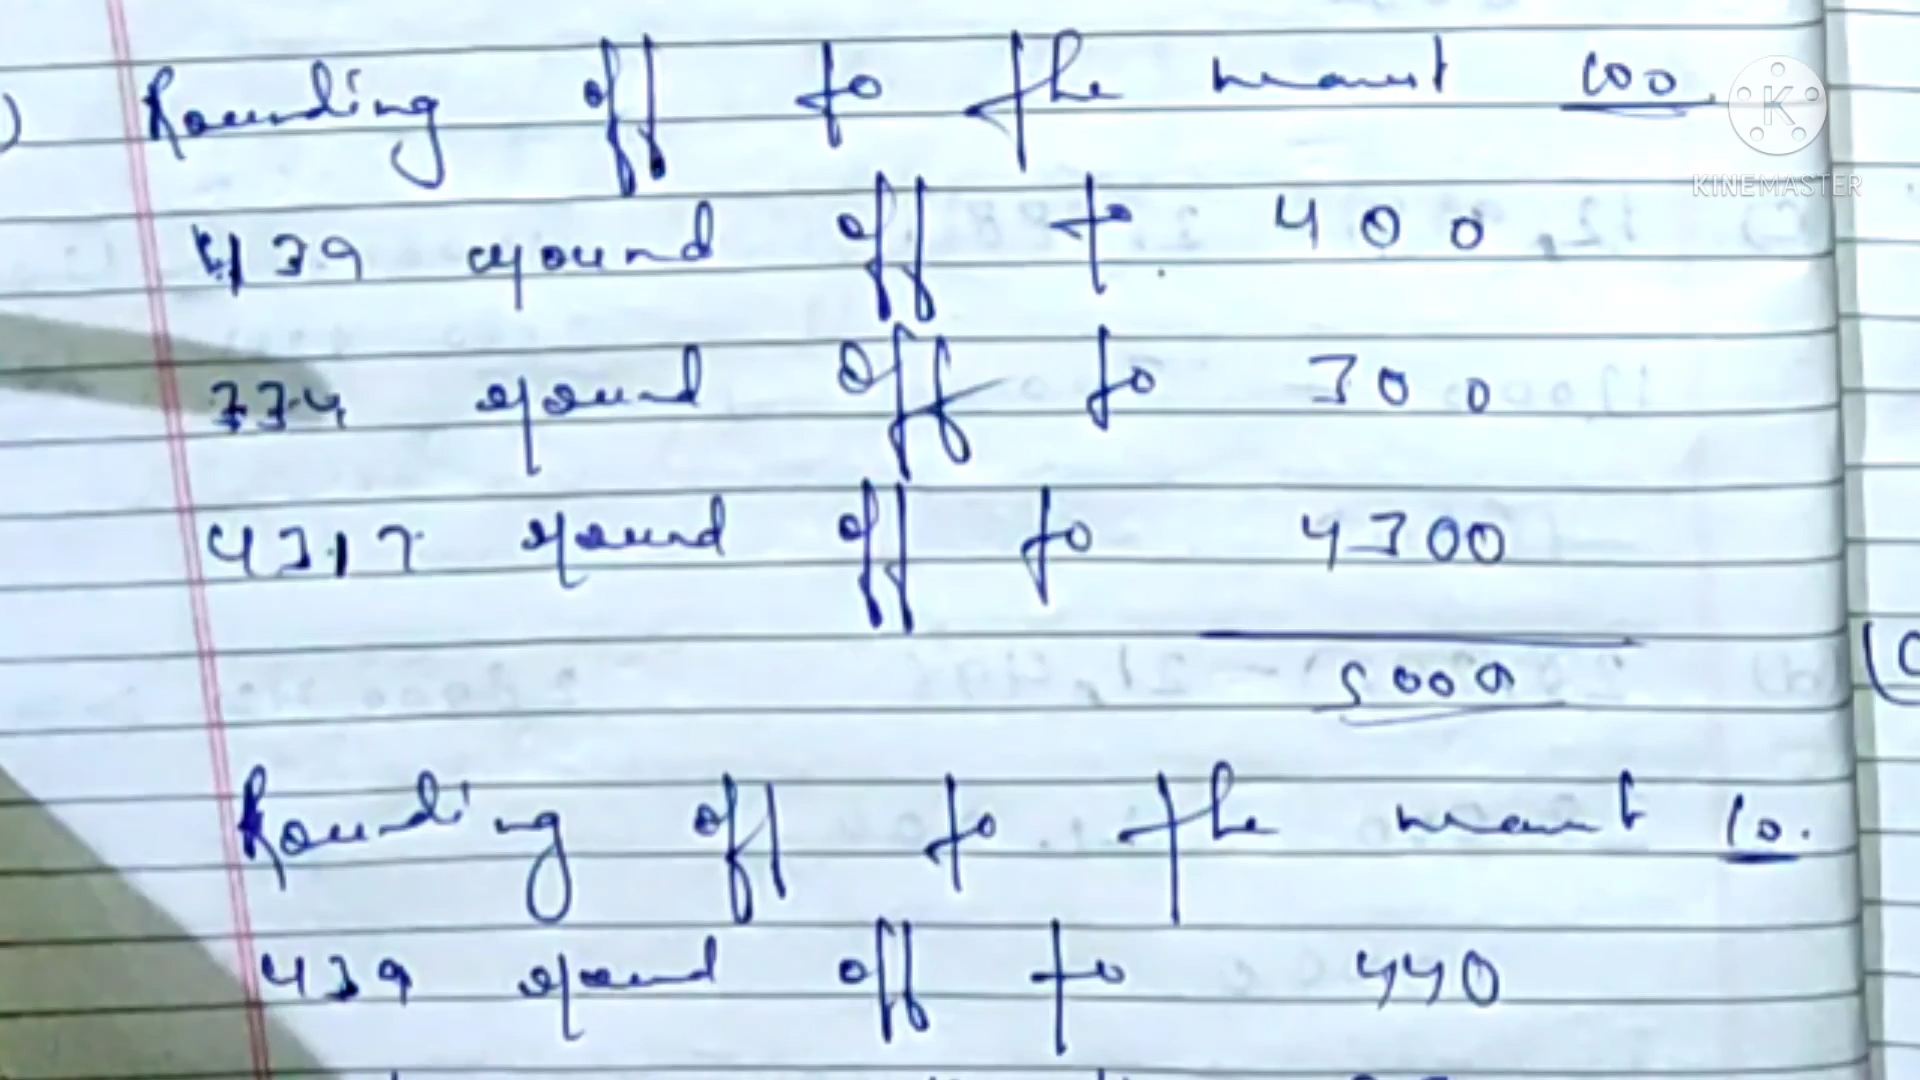 ) Rounding off to the nearest 100.
KINEMASTER
439 round off to 400
334 round off to 300
4317 round off to 4300
5000
Rounding off to the nearest 10.
439 round off to 440